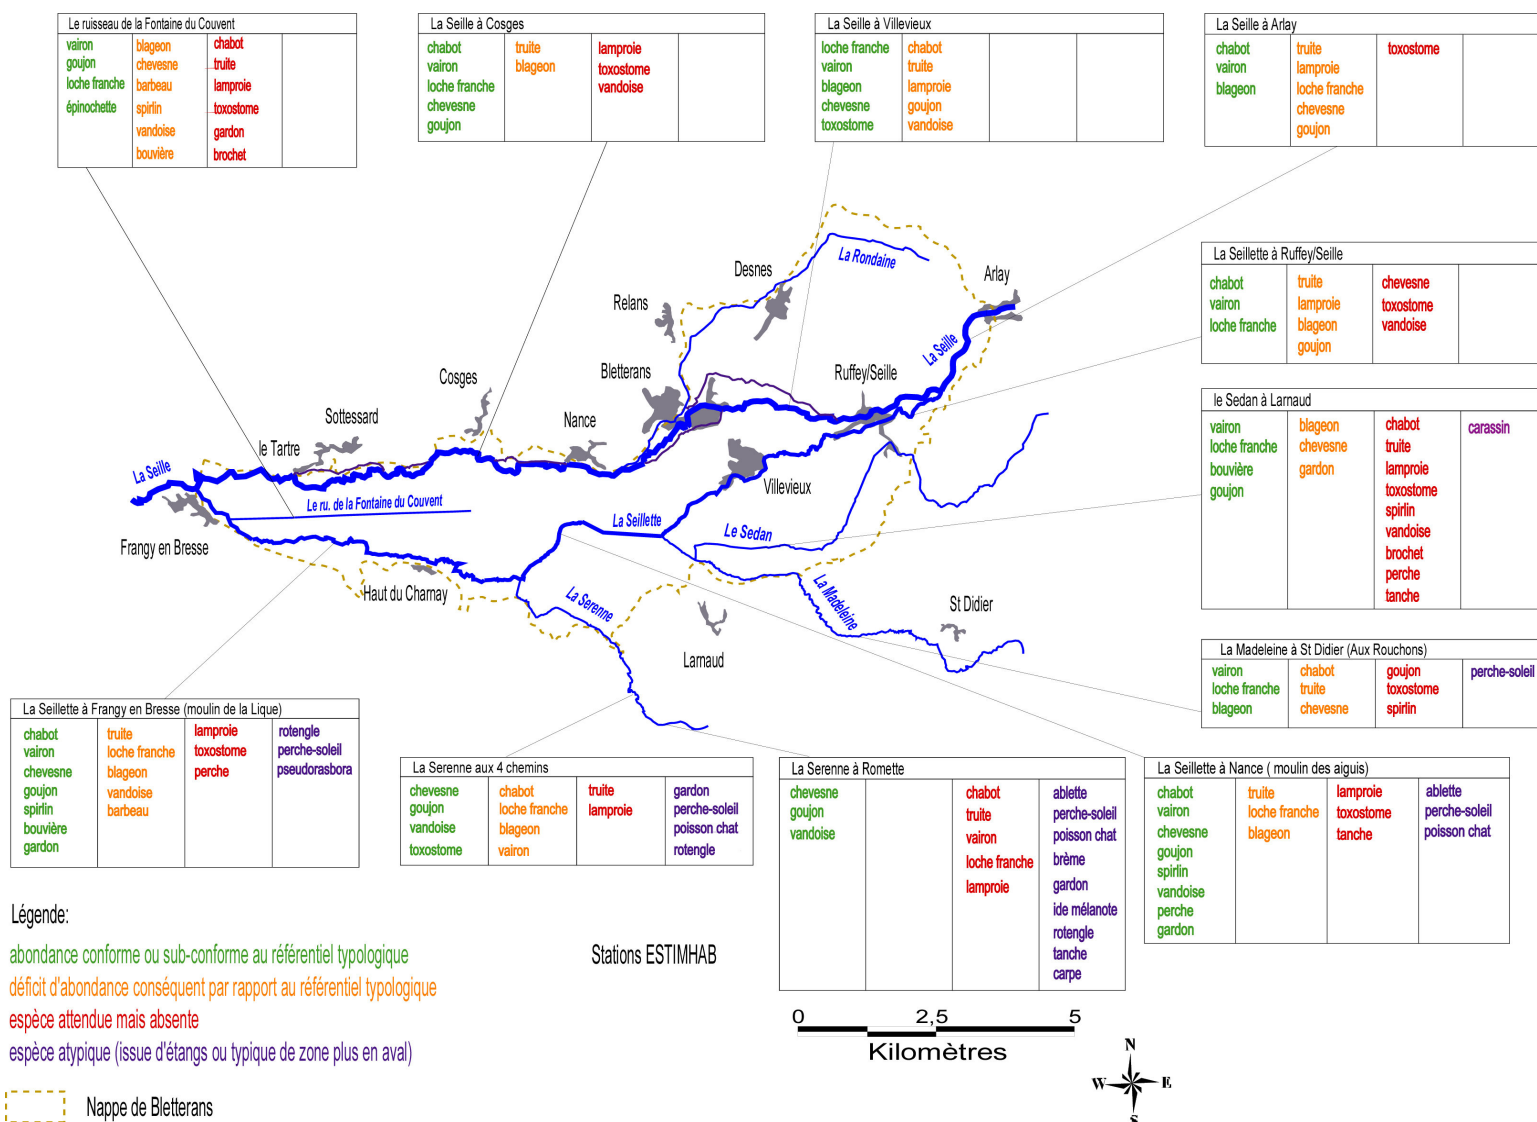 Le ruisseau de la Fontaine du Couvent
vairon blageon chabot
goujon chevesne truite
loche franche barbeau lamproie
épinochette spirlin toxostome
vandoise gardon
bouvière brochet
La Seille à Cosges
chabot truite lamproie
vairon blageon toxostome
loche franche vandoise
chevesne
goujon
La Seille à Villevieux
loche franche chabot
vairon truite
blageon lamproie
chevesne goujon
toxostome vandoise
La Seille à Arlay
chabot truite toxostome
vairon lamproie
blageon loche franche
chevesne
goujon
La Seillette à Ruffey/Seille
chabot truite chevesne
vairon lamproie toxostome
loche franche blageon vandoise
goujon
le Sedan à Larnaud
vairon blageon chabot carassin
loche franche chevesne truite
bouvière gardon lamproie
goujon toxostome
spirlin
vandoise
brochet
perche
tanche
La Madeleine à St Didier (Aux Rouchons)
vairon chabot goujon perche-soleil
loche franche truite toxostome
blageon chevesne spirlin
La Rondaine
Desnes
Arlay
Relans
La Seille
Bletterans
Ruffey/Seille
Cosges
Sottessard
Nance
le Tartre
La Seille
Villevieux
Le ru. de la Fontaine du Couvent
La Seillette
Le Sedan
Frangy en Bresse
Haut du Charnay
La Serenne
La Madeleine
St Didier
Larnaud
La Seillette à Frangy en Bresse (moulin de la Lique)
chabot truite lamproie rotengle
vairon loche franche toxostome perche-soleil
chevesne blageon perche pseudorasbora
goujon vandoise
spirlin barbeau
bouvière
gardon
La Serenne aux 4 chemins
chevesne chabot truite gardon
goujon loche franche lamproie perche-soleil
vandoise blageon poisson chat
toxostome vairon rotengle
La Serenne à Romette
chevesne chabot ablette
goujon truite perche-soleil
vandoise vairon poisson chat
loche franche brème
lamproie gardon
ide mélanote
rotengle
tanche
carpe
La Seillette à Nance ( moulin des aiguis)
chabot truite lamproie ablette
vairon loche franche toxostome perche-soleil
chevesne blageon tanche poisson chat
goujon
spirlin
vandoise
perche
gardon
Légende:
abondance conforme ou sub-conforme au référentiel typologique
déficit d'abondance conséquent par rapport au référentiel typologique
espèce attendue mais absente
espèce atypique (issue d'étangs ou typique de zone plus en aval)
Nappe de Bletterans
Stations ESTIMHAB
0 2,5 5
Kilomètres
N
W E
S